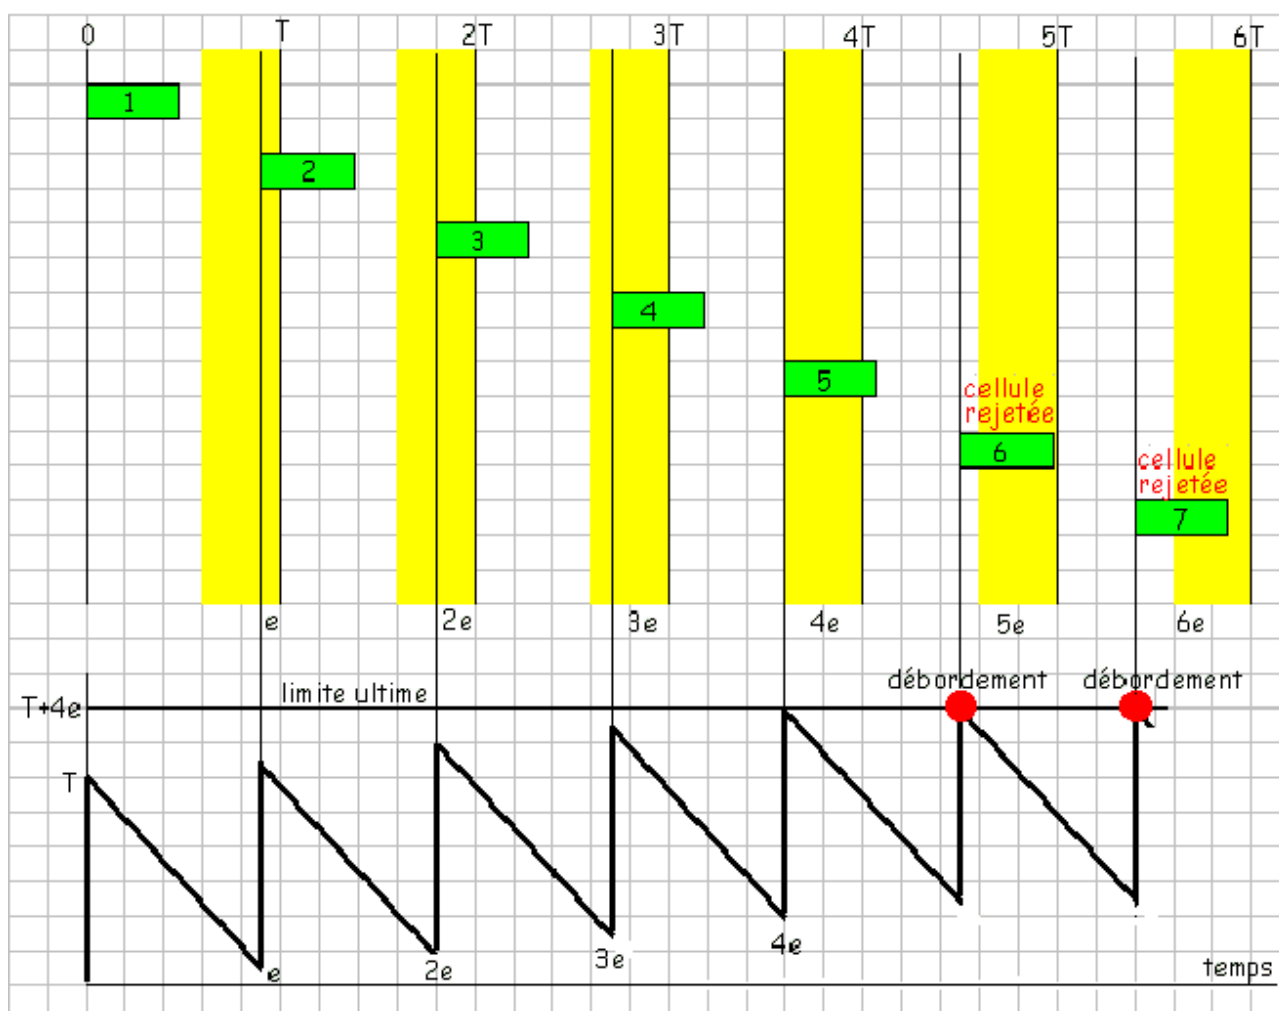 0 T 2T 3T 4T 5T 6T
1
2
3
4
5
cellule
rejetée
6
cellule
rejetée
7
e 2e 3e 4e 5e 6e
limite ultime débordement débordement
T+4e
T
e 2e 3e 4e
temps